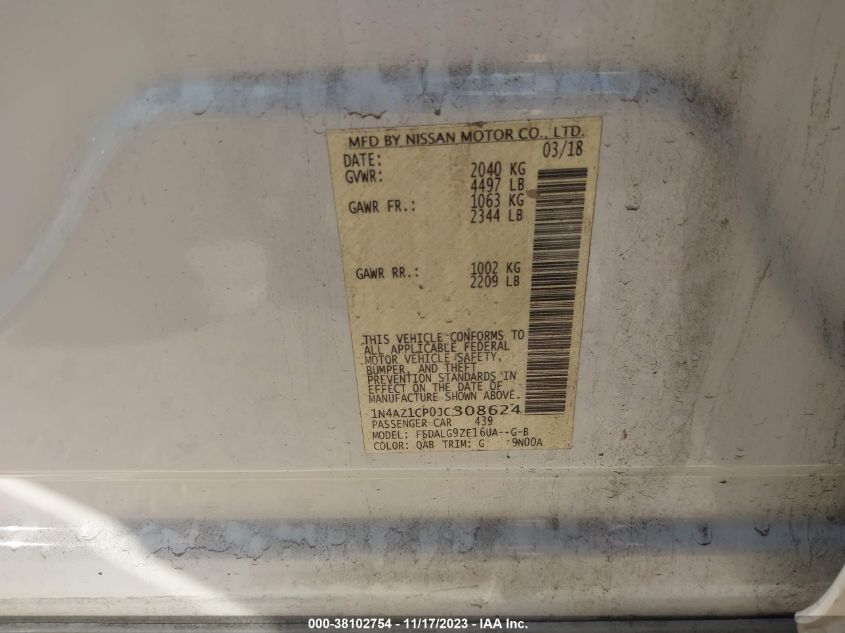 MFD BY NISSAN MOTOR CO., LTD.
DATE: 03/18
GVWR: 2040 KG
4497 LB
GAWR FR.: 1063 KG
2344 LB
GAWR RR.: 1002 KG
2209 LB
THIS VEHICLE CONFORMS TO
ALL APPLICABLE FEDERAL
MOTOR VEHICLE SAFETY,
BUMPER, AND THEFT
PREVENTION STANDARDS IN
EFFECT ON THE DATE OF
MANUFACTURE SHOWN ABOVE.
1N4AZ1CP0JC308624
PASSENGER CAR 439
MODEL: FSDALG9ZE16UA--G-B
COLOR: QAB TRIM: G 9N00A
000-38102754 - 11/17/2023 - IAA Inc.